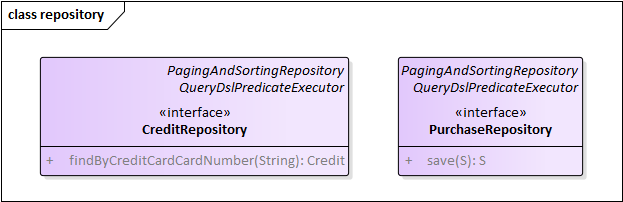 class repository
PagingAndSortingRepository
QueryDslPredicateExecutor
«interface»
CreditRepository
+ findByCreditCardCardNumber(String): Credit
PagingAndSortingRepository
QueryDslPredicateExecutor
«interface»
PurchaseRepository
+ save(S): S